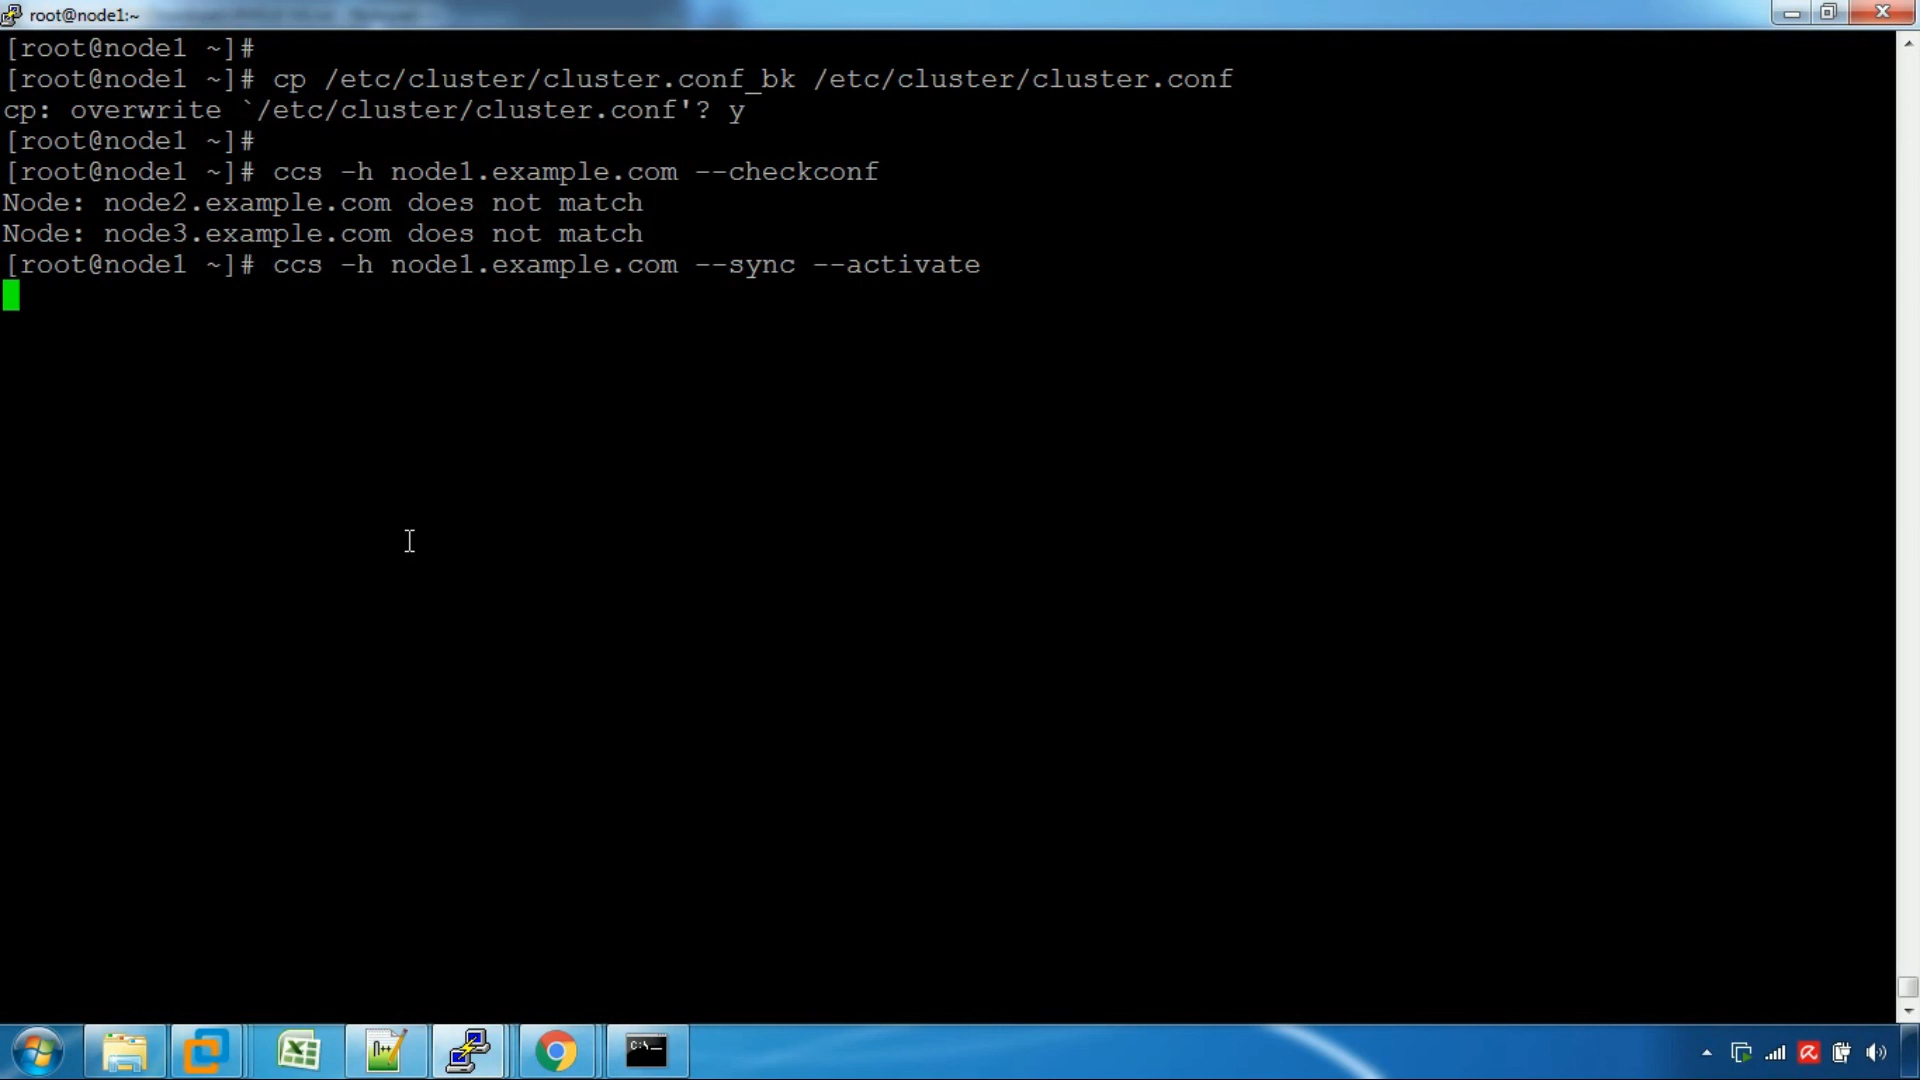 root@node1:~
[root@node1 ~]#
[root@node1 ~]# cp /etc/cluster/cluster.conf_bk /etc/cluster/cluster.conf
cp: overwrite `/etc/cluster/cluster.conf'? y
[root@node1 ~]#
[root@node1 ~]# ccs -h node1.example.com --checkconf
Node: node2.example.com does not match
Node: node3.example.com does not match
[root@node1 ~]# ccs -h node1.example.com --sync --activate